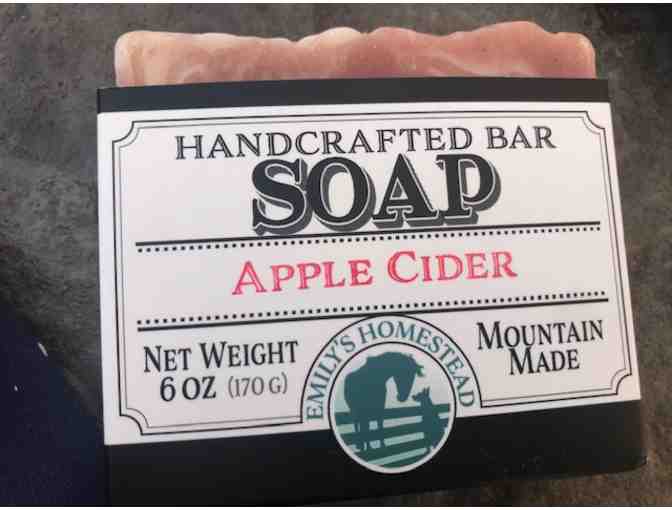 HANDCRAFTED BAR
SOAP
APPLE CIDER
NET WEIGHT
6 OZ (170 G)
EMILY'S HOMESTEAD
MOUNTAIN
MADE